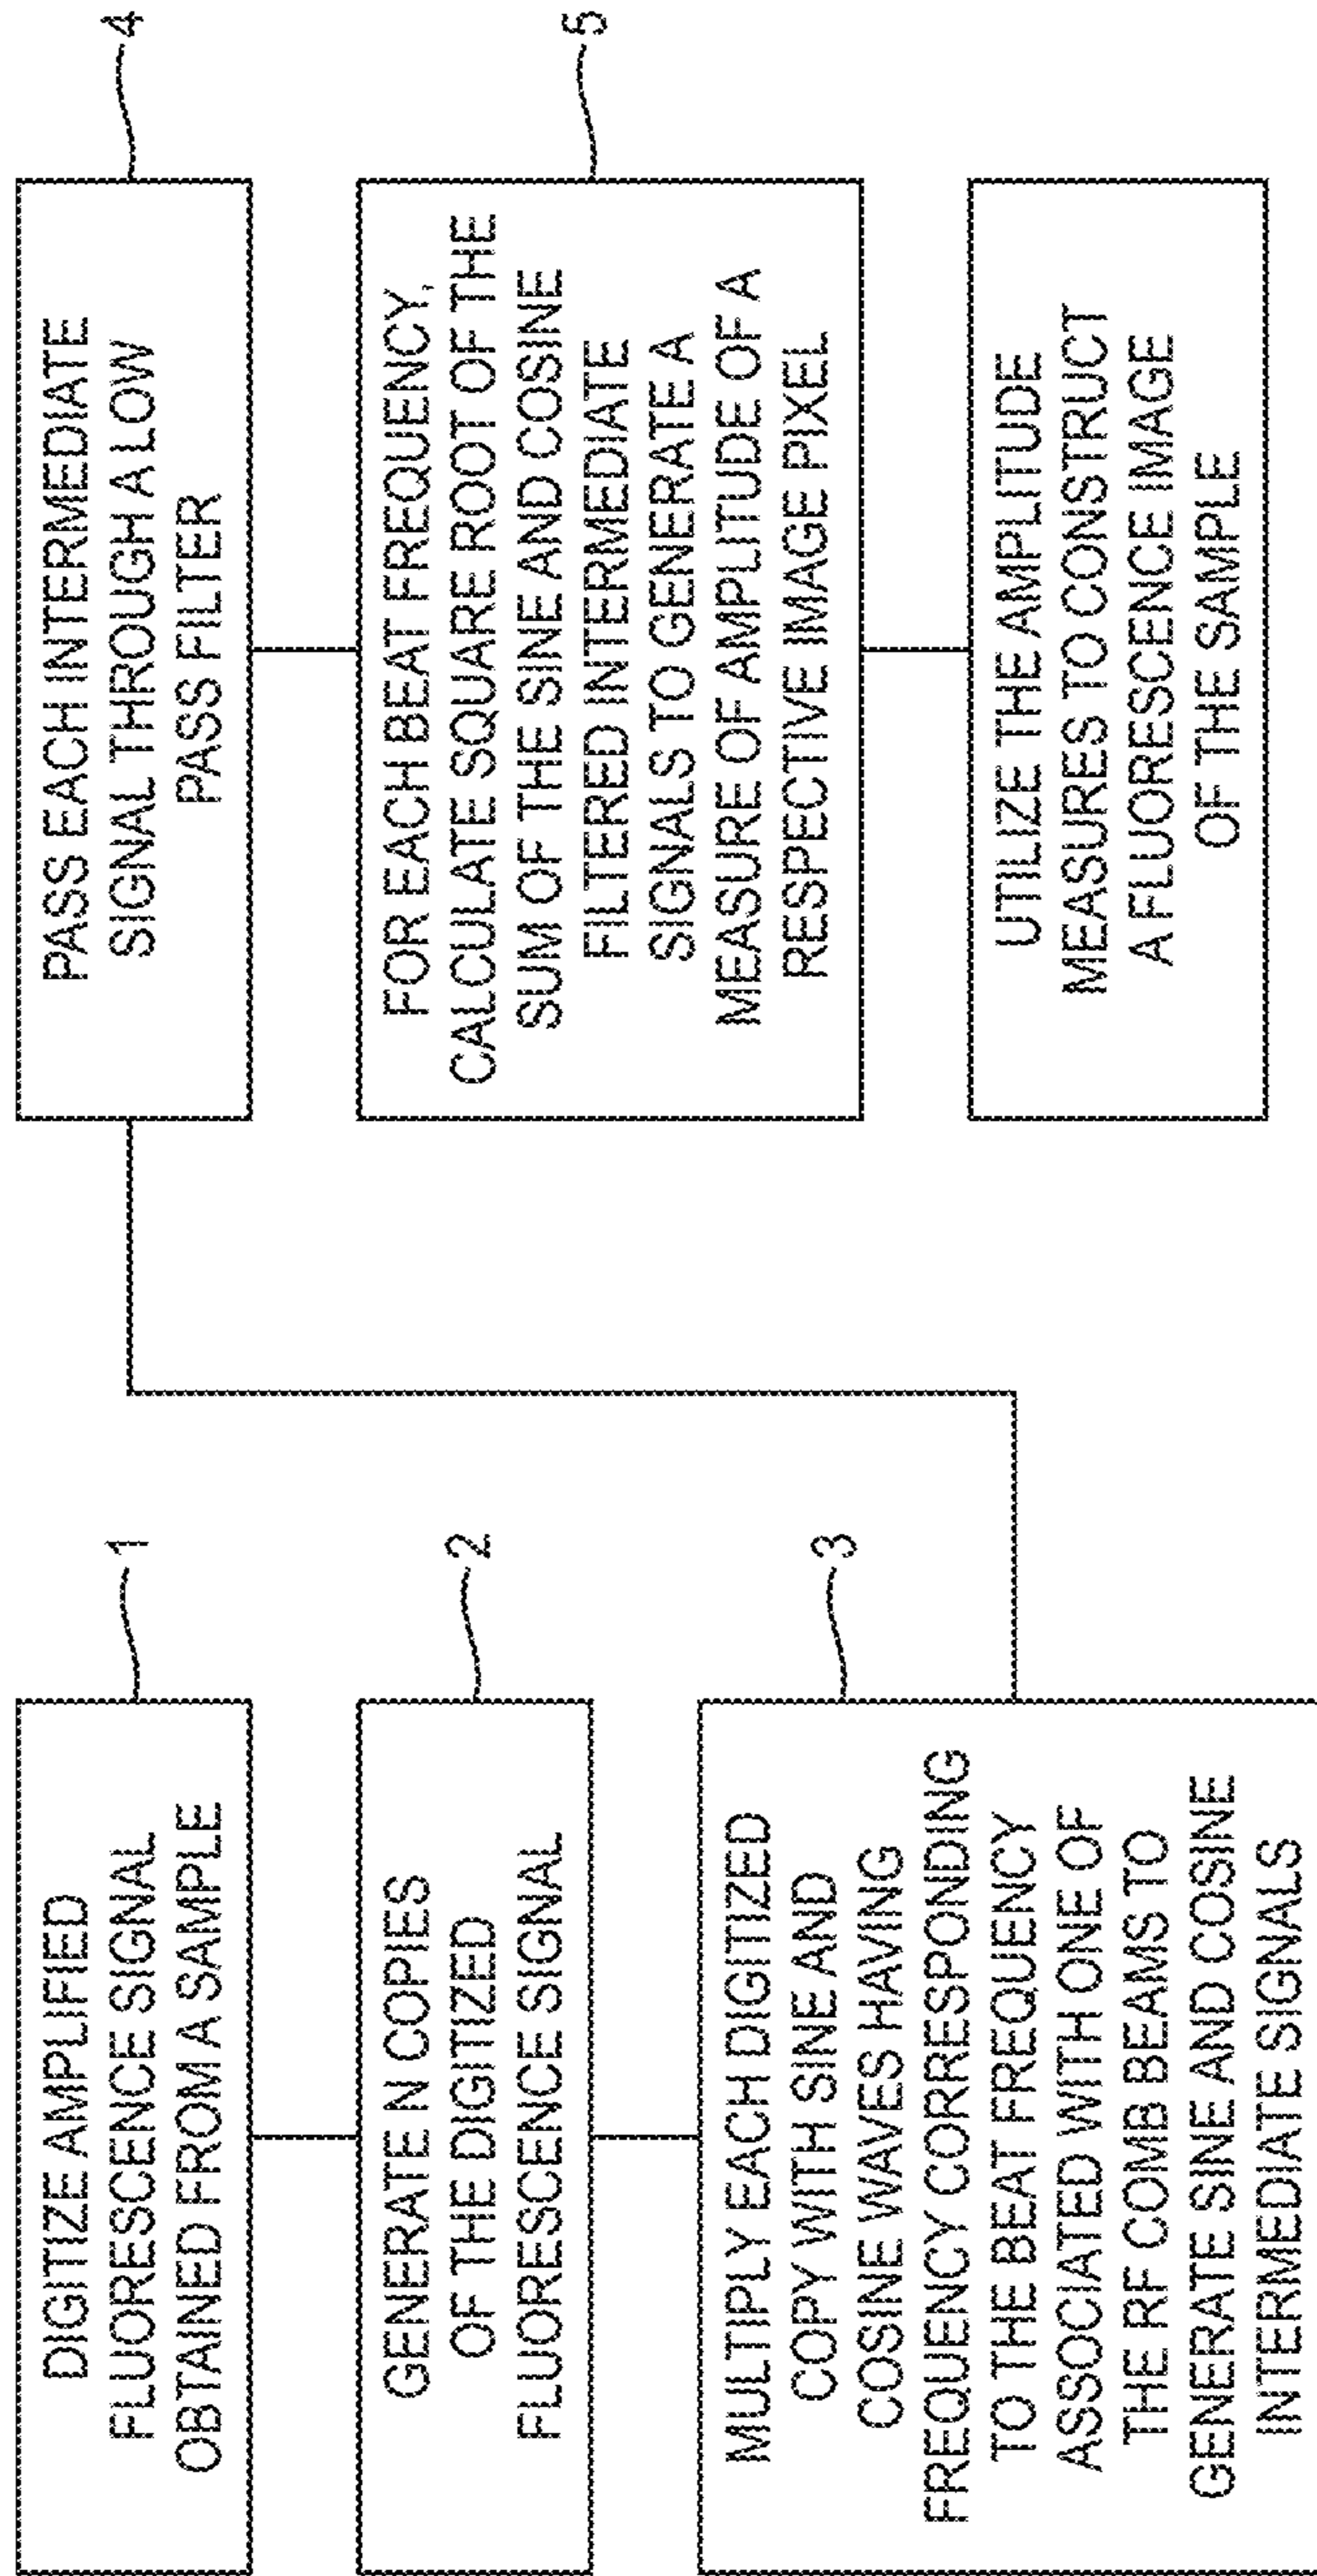 DIGITIZE AMPLIFIED
FLUORESCENCE SIGNAL
OBTAINED FROM A SAMPLE
1
GENERATE N COPIES
OF THE DIGITIZED
FLUORESCENCE SIGNAL
2
MULTIPLY EACH DIGITIZED
COPY WITH SINE AND
COSINE WAVES HAVING
FREQUENCY CORRESPONDING
TO THE BEAT FREQUENCY
ASSOCIATED WITH ONE OF
THE RF COMB BEAMS TO
GENERATE SINE AND COSINE
INTERMEDIATE SIGNALS
3
PASS EACH INTERMEDIATE
SIGNAL THROUGH A LOW
PASS FILTER
4
FOR EACH BEAT FREQUENCY,
CALCULATE SQUARE ROOT OF THE
SUM OF THE SINE AND COSINE
FILTERED INTERMEDIATE
SIGNALS TO GENERATE A
MEASURE OF AMPLITUDE OF A
RESPECTIVE IMAGE PIXEL
5
UTILIZE THE AMPLITUDE
MEASURES TO CONSTRUCT
A FLUORESCENCE IMAGE
OF THE SAMPLE